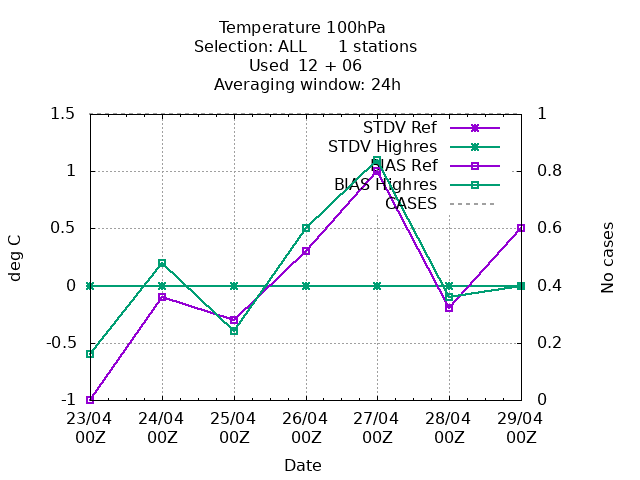 Temperature 100hPa
Selection: ALL 1 stations
Used 12 + 06
Averaging window: 24h
1.5
1
0.5
0
-0.5
-1
1
0.8
0.6
0.4
0.2
0
deg C
No cases
STDV Ref
STDV Highres
BIAS Ref
BIAS Highres
CASES
23/04 24/04 25/04 26/04 27/04 28/04 29/04
00Z 00Z 00Z 00Z 00Z 00Z 00Z
Date